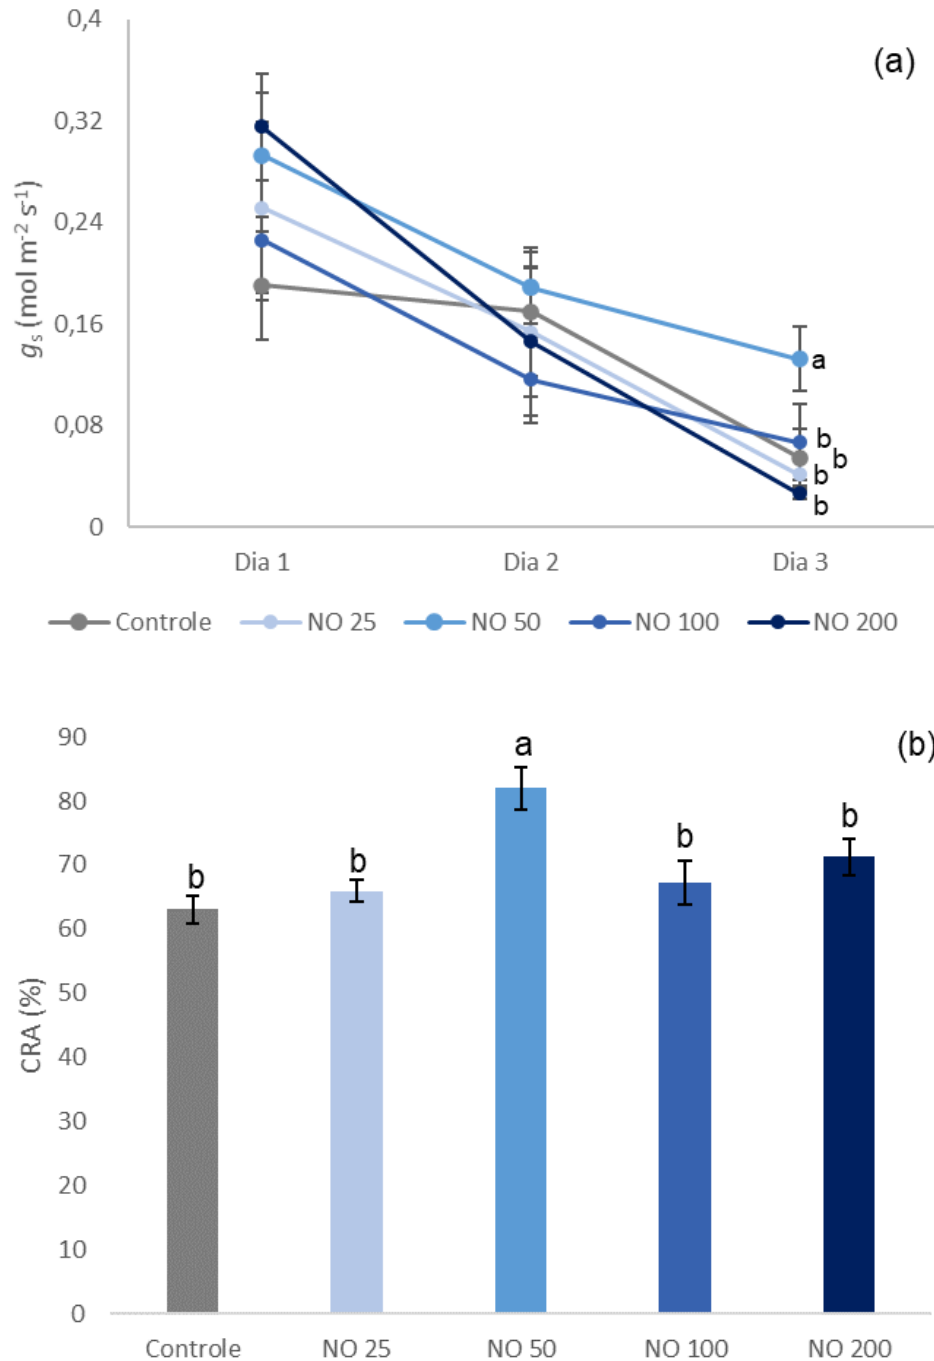 0,4
(a)
0,32
0,24
0,16
0,08
0
gs (mol m-2 s-1)
a
b
b
b
b
Dia 1 Dia 2 Dia 3
Controle NO 25 NO 50 NO 100 NO 200
90
(b)
80
70
60
50
40
30
20
10
0
CRA (%)
b b a b b
Controle NO 25 NO 50 NO 100 NO 200